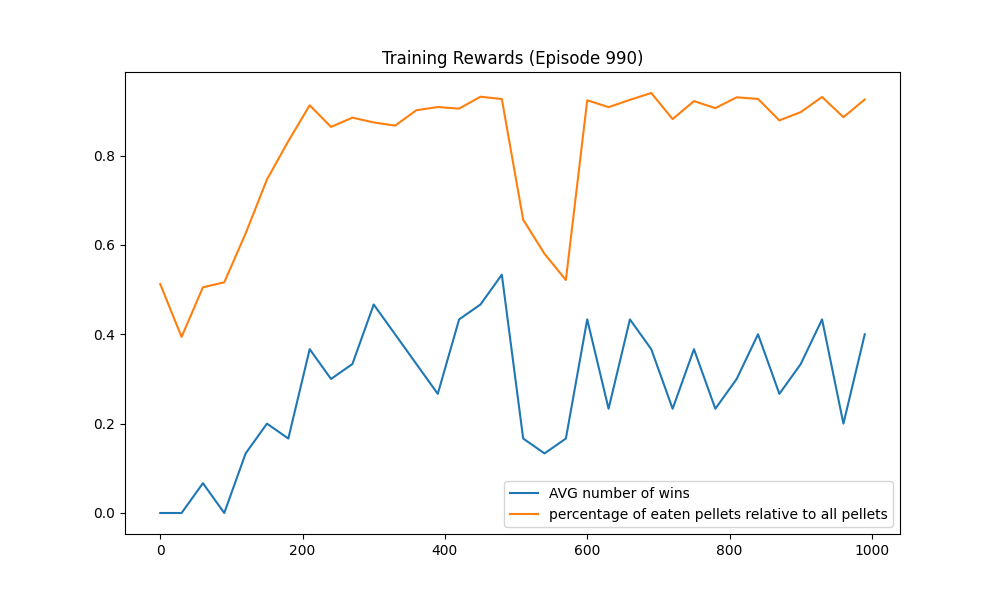 Training Rewards (Episode 990)
0.8
0.6
0.4
0.2
0.0
AVG number of wins
percentage of eaten pellets relative to all pellets
0 200 400 600 800 1000